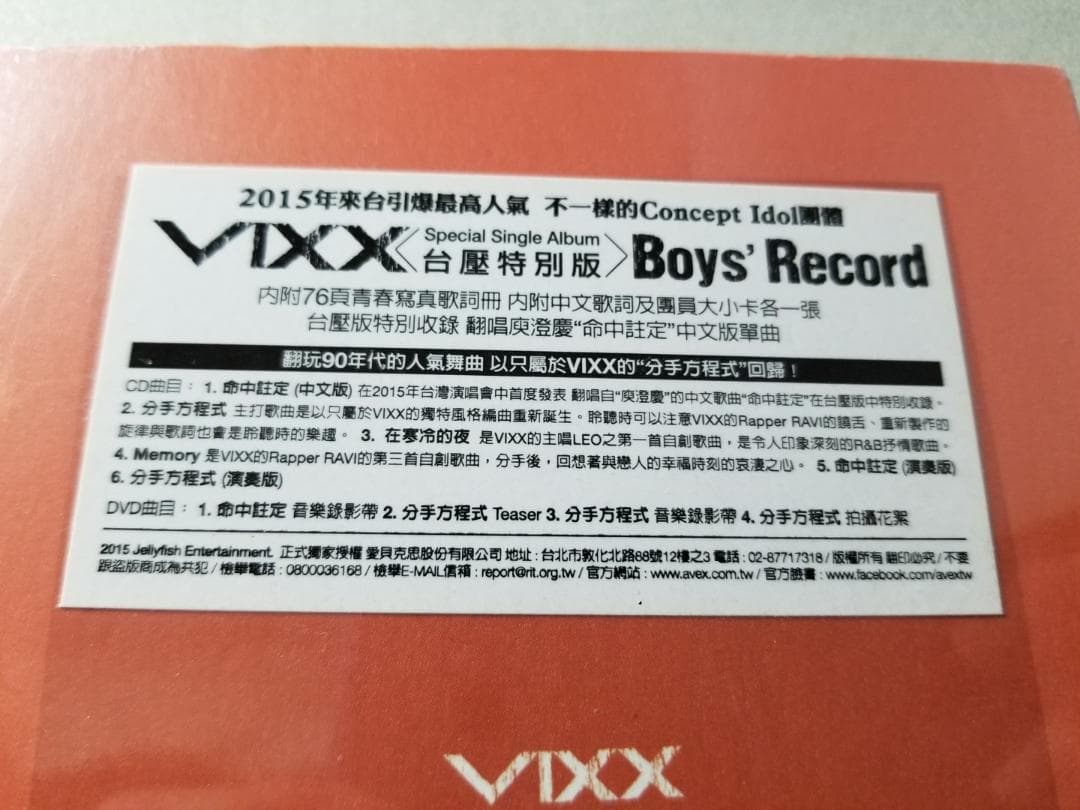 2015年來台引爆最高人氣 不一樣的Concept Idol團體
VIXX〈Special Single Album 台壓特別版〉Boys' Record
內附76頁青春寫真歌詞冊 內附中文歌詞及團員大小卡各一張
台壓版特別收錄 翻唱庾澄慶“命中註定”中文版單曲
翻玩90年代的人氣舞曲 以只屬於VIXX的“分手方程式”回歸!
CD曲目: 1. 命中註定 (中文版) 在2015年台灣演唱會中首度發表 翻唱自“庾澄慶”的中文歌曲“命中註定”在台壓版中特別收錄。
2. 分手方程式 主打歌曲是以只屬於VIXX的獨特風格編曲重新誕生。聆聽時可以注意VIXX的Rapper RAVI的饒舌、重新製作的
旋律與歌詞也會是聆聽時的樂趣。 3. 在寒冷的夜 是VIXX的主唱LEO之第一首自創歌曲,是令人印象深刻的R&B抒情歌曲。
4. Memory 是VIXX的Rapper RAVI的第三首自創歌曲,分手後,回想著與戀人的幸福時刻的哀淒之心。 5. 命中註定 (演奏版)
6. 分手方程式 (演奏版)
DVD曲目: 1. 命中註定 音樂錄影帶 2. 分手方程式 Teaser 3. 分手方程式 音樂錄影帶 4. 分手方程式 拍攝花絮
2015 Jellyfish Entertainment. 正式獨家授權 愛貝克思股份有限公司 地址:台北市敦化北路88號12樓之3 電話:02-87717318 / 版權所有 翻印必究 / 不要
跟盜版商成為共犯 / 檢舉電話:0800036168 / 檢舉E-MAIL信箱:report@rit.org.tw / 官方網站:www.avex.com.tw / 官方臉書:www.facebook.com/avextw
VIXX